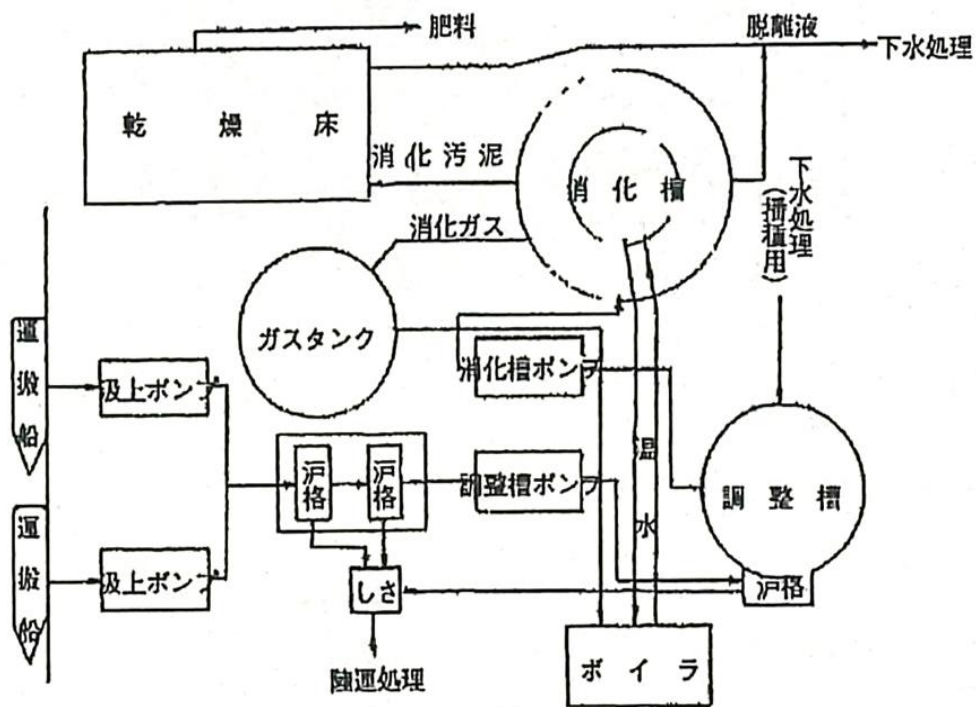 肥料
脱離液
下水処理
乾燥床
消化汚泥
消化槽
消化ガス
下水処理
(播種用)
ガスタンク
運搬船
汲上ポンプ
消化槽ポンプ
温水
沪格
沪格
調整槽ポンプ
調整槽
運搬船
汲上ポンプ
しさ
沪格
陸運処理
ボイラ